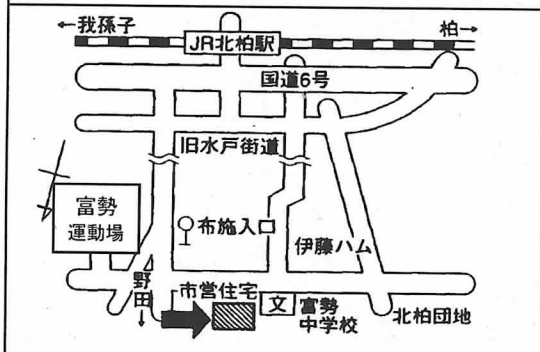 ←我孫子
柏→
JR北柏駅
国道6号
旧水戸街道
富勢
運動場
布施入口
伊藤ハム
野田
↓
市営住宅
文
富勢
中学校
北柏団地